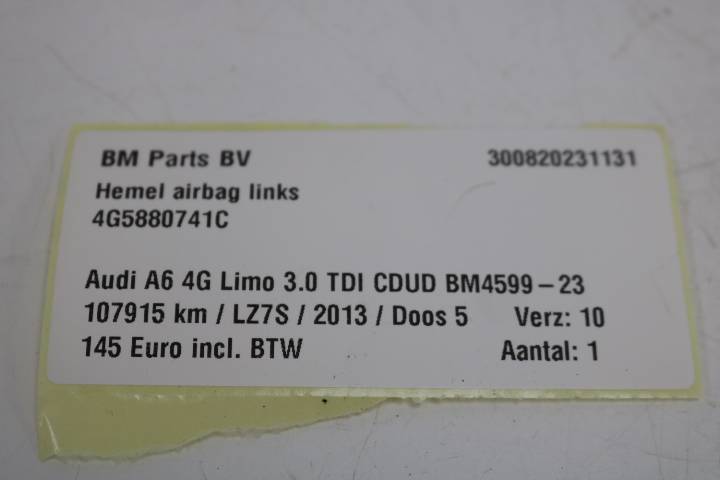 BM Parts BV 300820231131
Hemel airbag links
4G5880741C
Audi A6 4G Limo 3.0 TDI CDUD BM4599-23
107915 km / LZ7S / 2013 / Doos 5 Verz: 10
145 Euro incl. BTW Aantal: 1